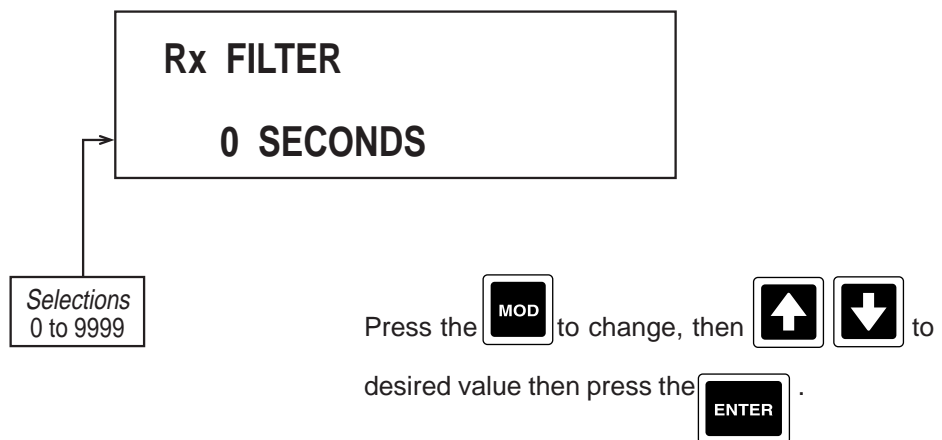 Rx FILTER
0 SECONDS
Selections
0 to 9999
Press the MOD to change, then to
desired value then press the ENTER .